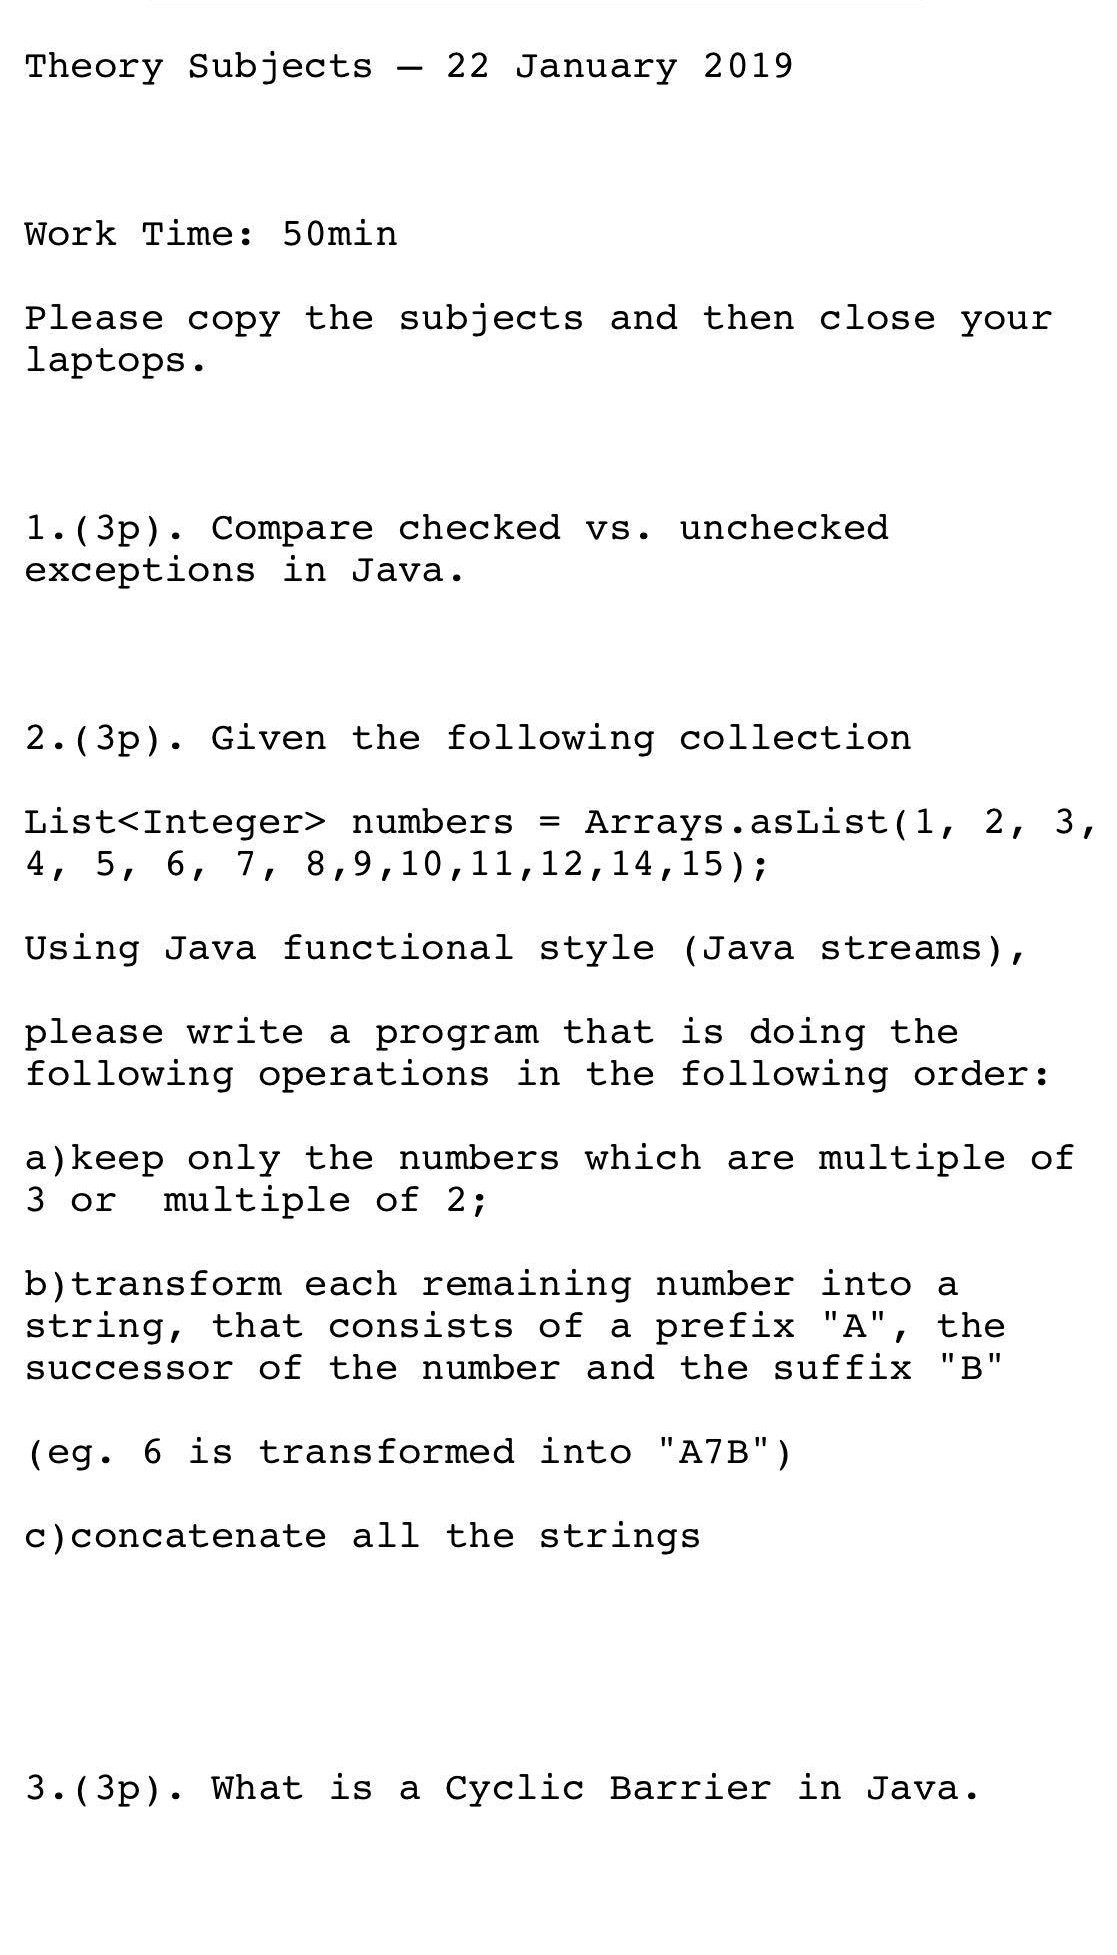 Theory Subjects – 22 January 2019
Work Time: 50min
Please copy the subjects and then close your
laptops.
1.(3p). Compare checked vs. unchecked
exceptions in Java.
2.(3p). Given the following collection
List<Integer> numbers = Arrays.asList(1, 2, 3,
4, 5, 6, 7, 8,9,10,11,12,14,15);
Using Java functional style (Java streams),
please write a program that is doing the
following operations in the following order:
a)keep only the numbers which are multiple of
3 or  multiple of 2;
b)transform each remaining number into a
string, that consists of a prefix "A", the
successor of the number and the suffix "B"
(eg. 6 is transformed into "A7B")
c)concatenate all the strings
3.(3p). What is a Cyclic Barrier in Java.